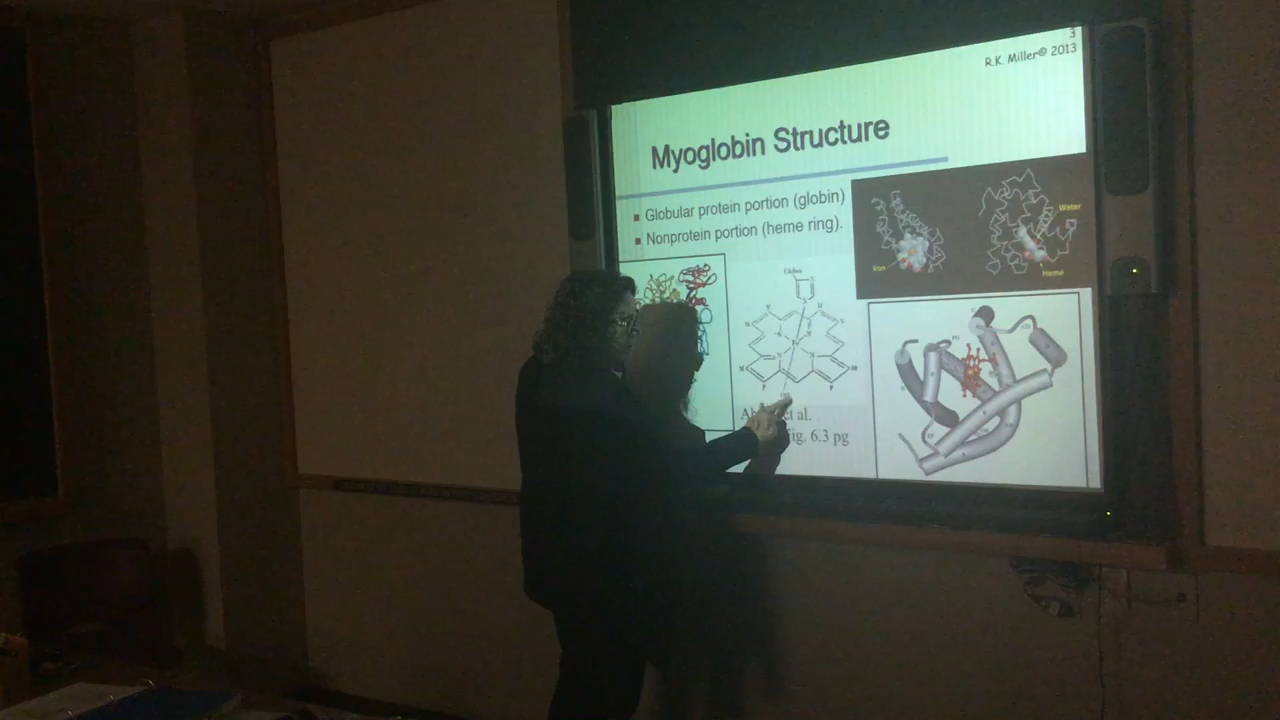 3
R.K. Miller© 2013
Myoglobin Structure
Globular protein portion (globin)
Nonprotein portion (heme ring).
Water
Iron
Heme
Globin
et al.
fig. 6.3 pg